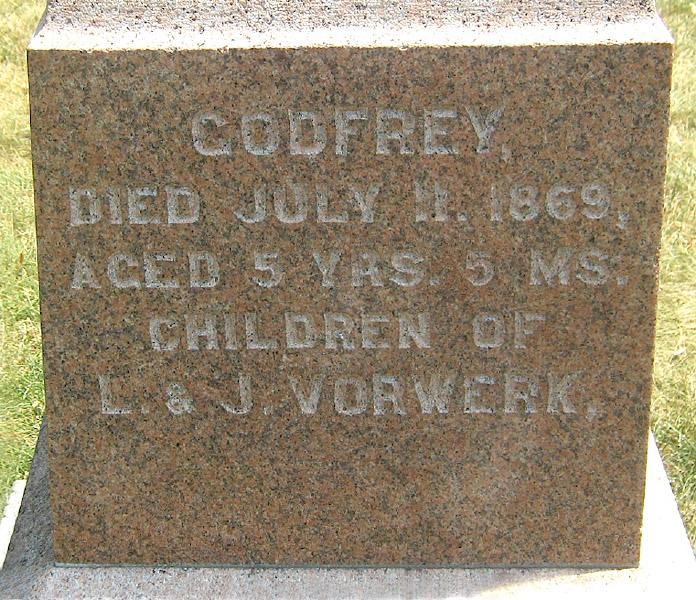 GODFREY,
DIED JULY 11. 1869,
AGED 5 YRS. 5 MS.
CHILDREN OF
L. & J. VORWERK,